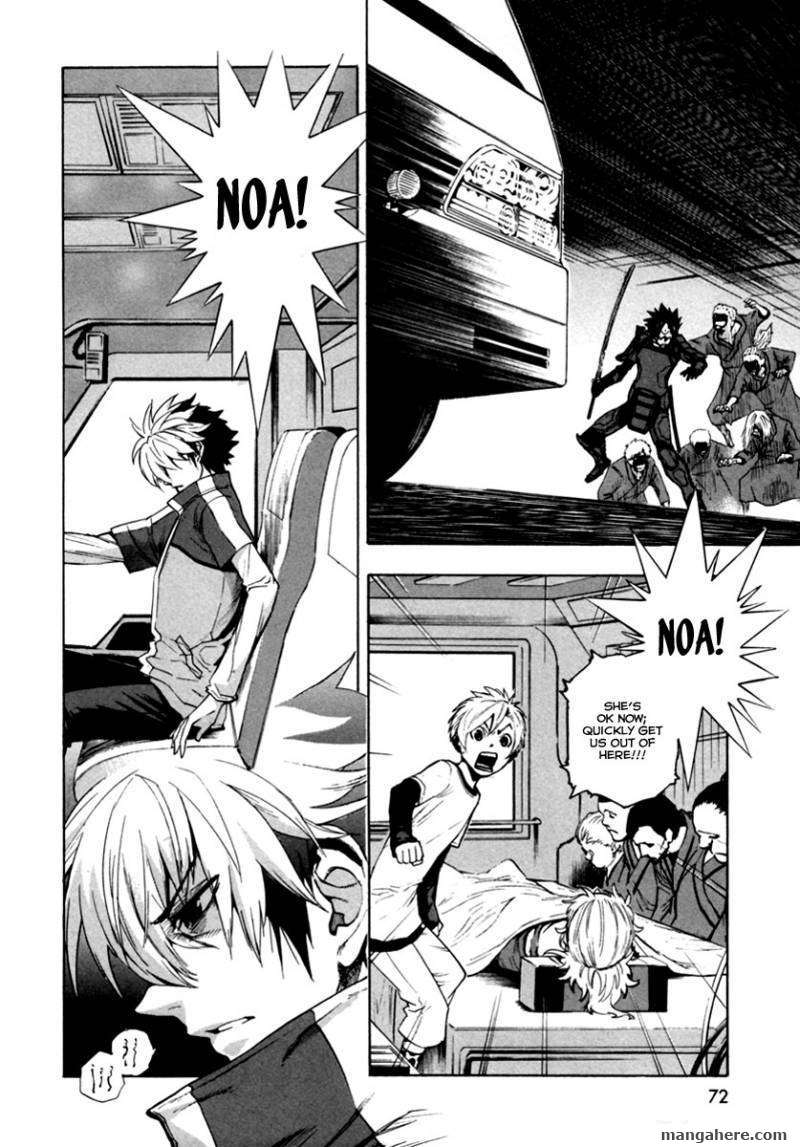 NOA!
NOA!
SHE'S
OK NOW;
QUICKLY GET
US OUT OF
HERE!!!
72
mangahere.com